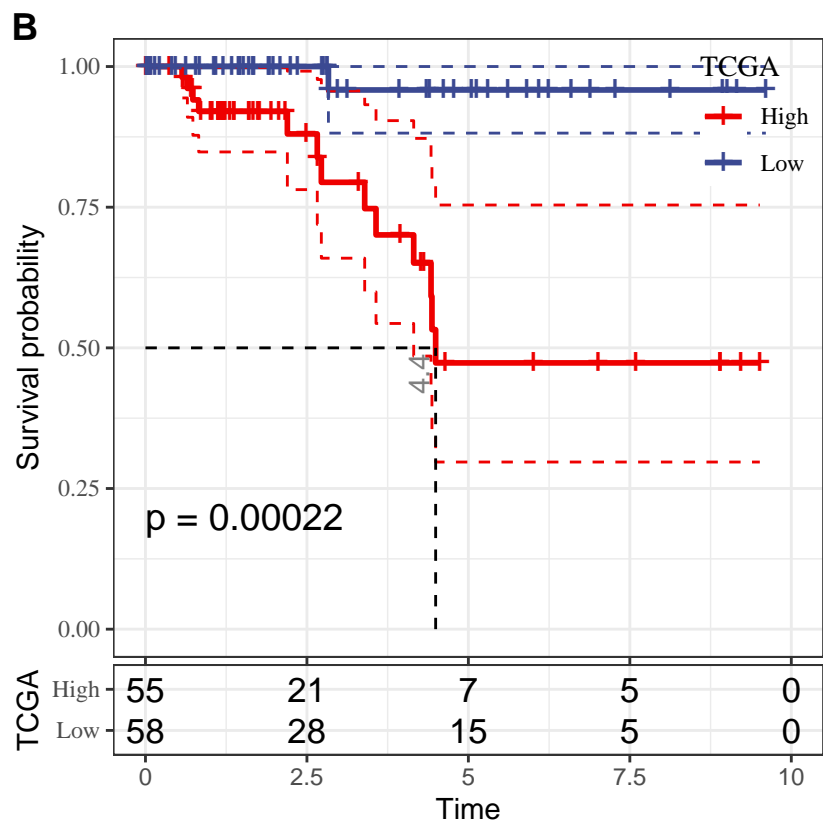 B
1.00
0.75
0.50
0.25
0.00
Survival probability
TCGA
High
Low
4.4
p = 0.00022
TCGA
High 55 21 7 5 0
Low 58 28 15 5 0
0 2.5 5 7.5 10
Time